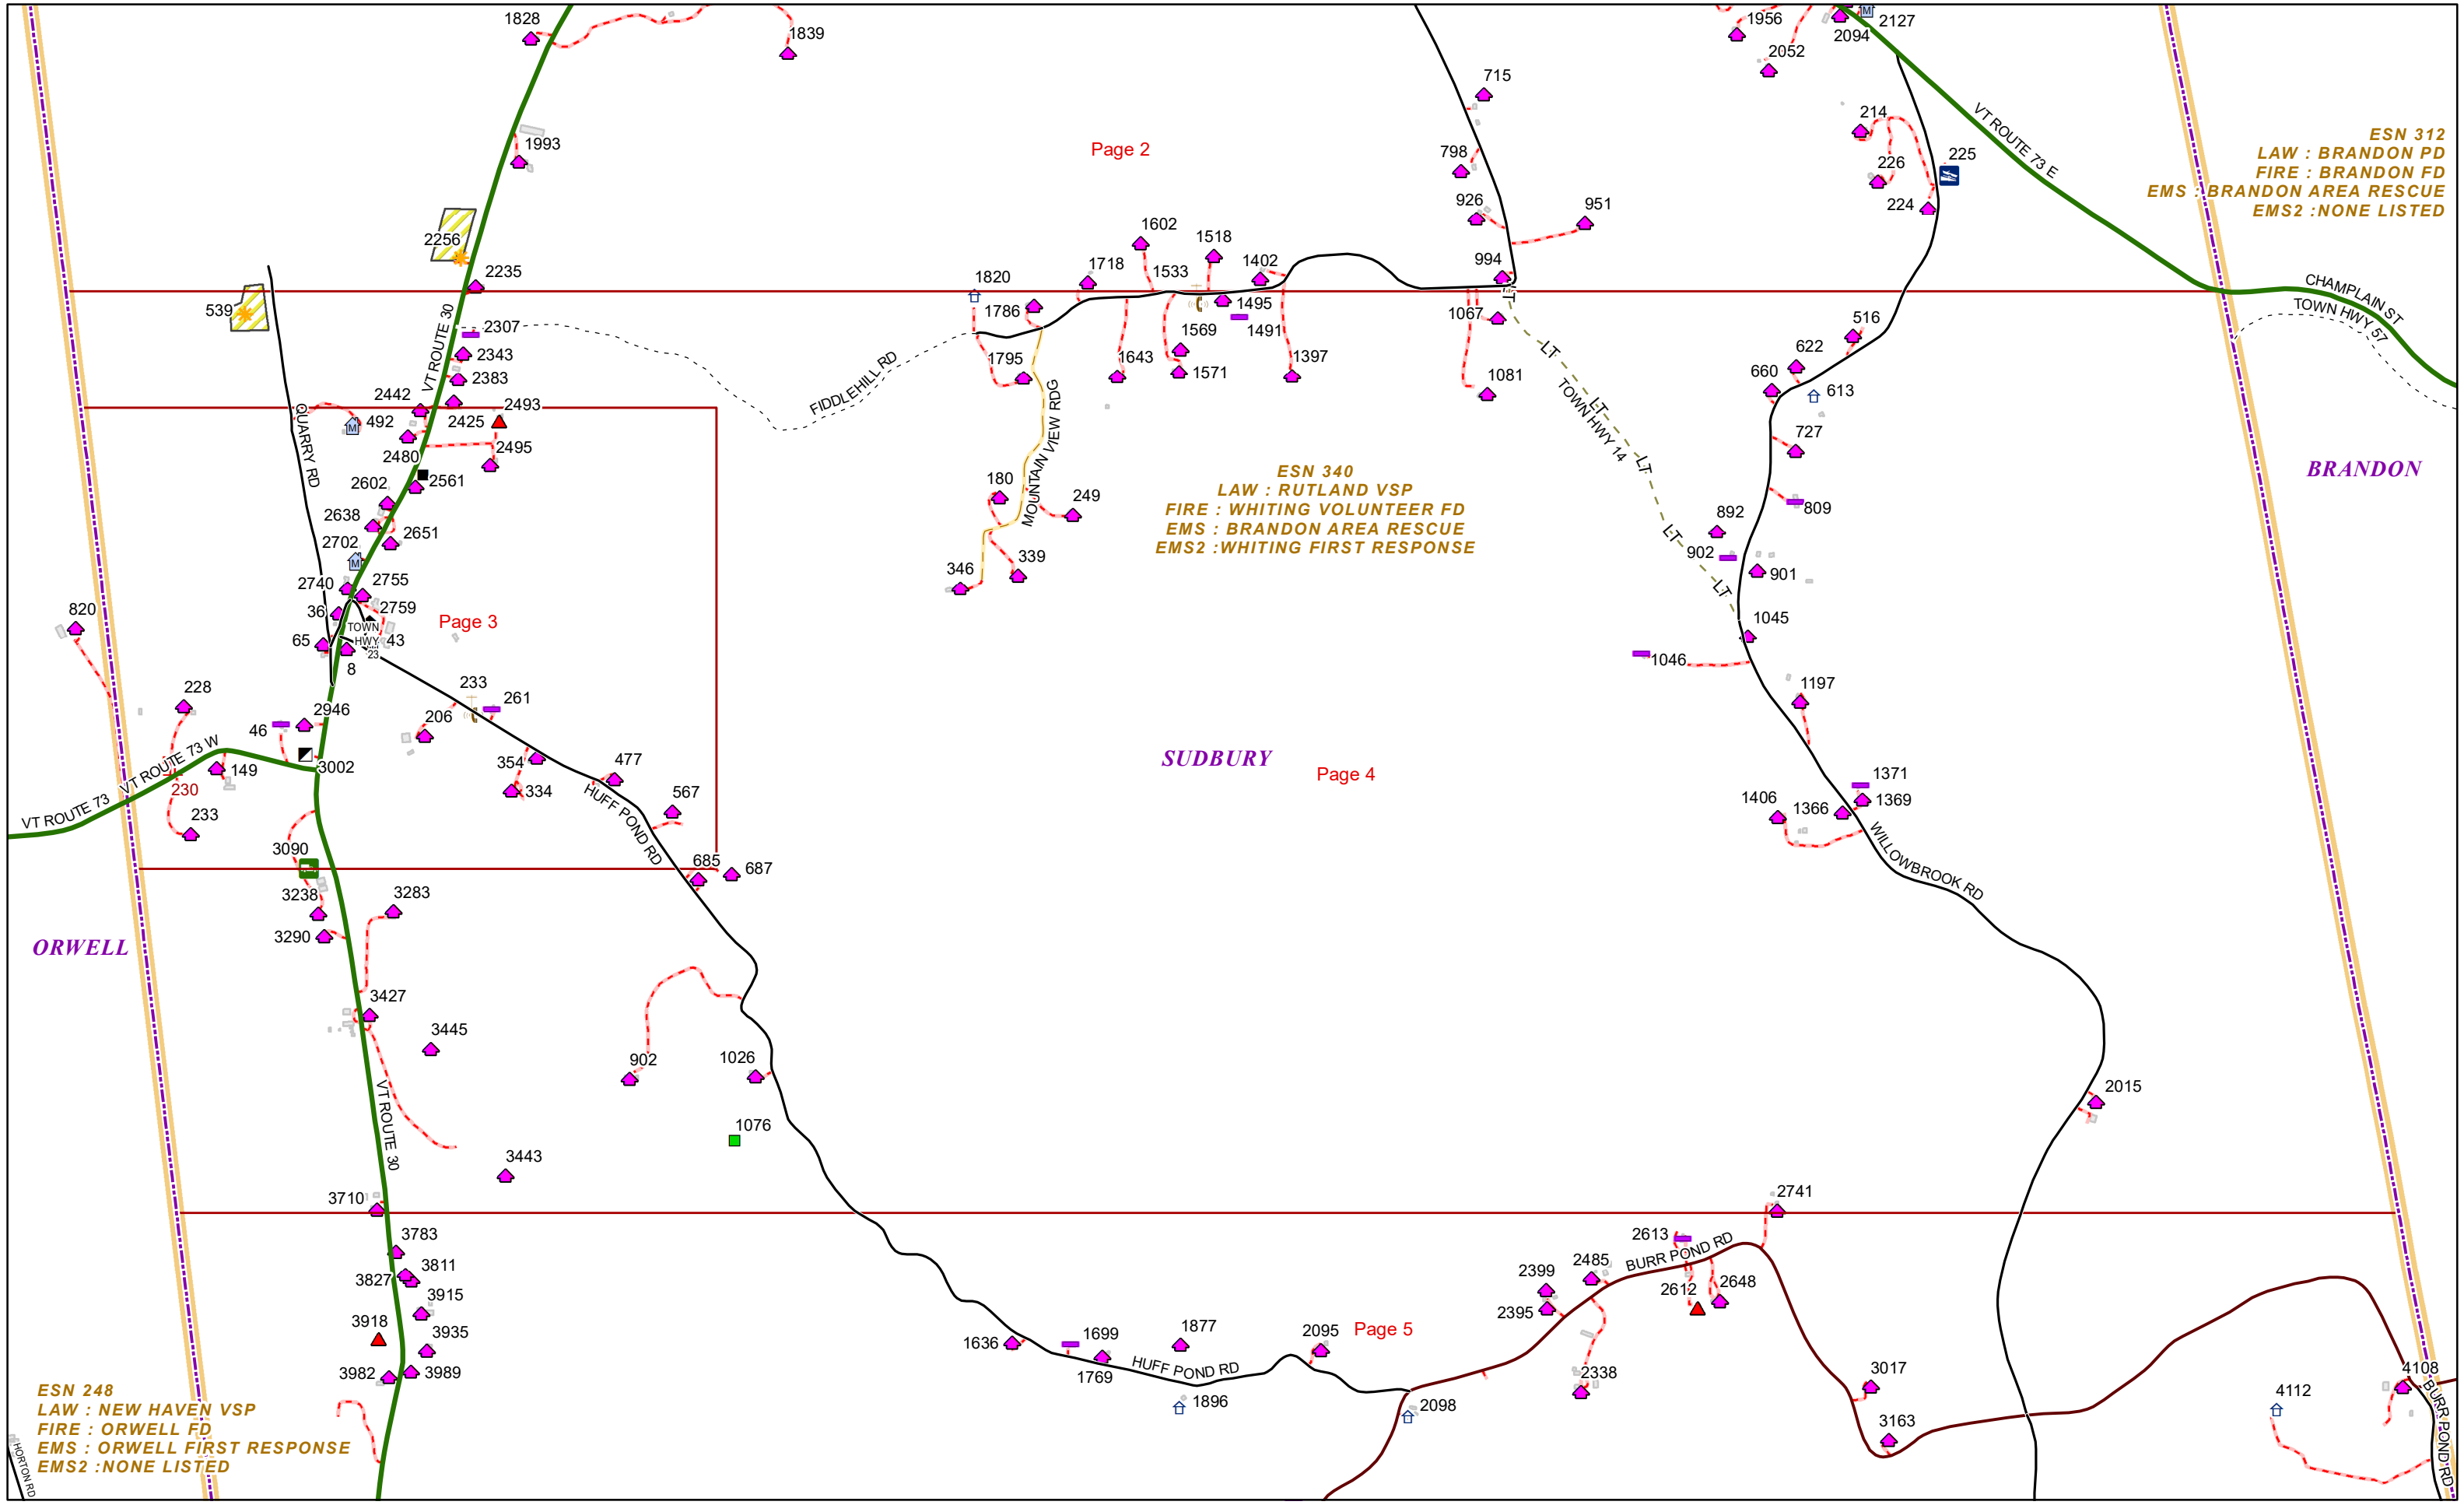 1828
1839
1956
2094
2127
2052
715
1993
Page 2
798
214
VT ROUTE 73 E
ESN 312
LAW : BRANDON PD
FIRE : BRANDON FD
EMS : BRANDON AREA RESCUE
EMS2 :NONE LISTED
226
225
224
926
951
2256
1602
1518
1402
994
1718
1533
2235
1820
539
1786
1495
1491
1067
CHAMPLAIN ST
TOWN HWY 57
VT ROUTE 30
2307
2343
2383
FIDDLEHILL RD
1795
1643
1569
1571
1397
1081
LT
LT
LT
LT
LT
LT
TOWN HWY 14
516
622
660
613
QUARRY RD
2442
492
2425
2493
2480
2495
MOUNTAIN VIEW RDG
727
BRANDON
2561
2602
2638
2651
2702
180
249
ESN 340
LAW : RUTLAND VSP
FIRE : WHITING VOLUNTEER FD
EMS : BRANDON AREA RESCUE
EMS2 :WHITING FIRST RESPONSE
809
892
902
901
346
339
2740
2755
820
36
2759
Page 3
TOWN
HWY
23
43
65
8
1045
1046
228
233
261
1197
2946
46
206
SUDBURY
Page 4
VT ROUTE 73 W
VT ROUTE 73
149
3002
354
477
334
230
233
567
HUFF POND RD
1371
1369
1406
1366
WILLOWBROOK RD
3090
685
687
3238
3283
3290
ORWELL
3427
3445
902
1026
VT ROUTE 30
1076
2015
3443
3710
2741
3783
2613
BURR POND RD
3811
3827
2485
2399
2395
2612
2648
3915
3918
3935
Page 5
1636
1699
1877
2095
1769
HUFF POND RD
3982
3989
2338
3017
4108
1896
2098
4112
3163
BURR POND RD
ESN 248
LAW : NEW HAVEN VSP
FIRE : ORWELL FD
EMS : ORWELL FIRST RESPONSE
EMS2 :NONE LISTED
HORTON RD